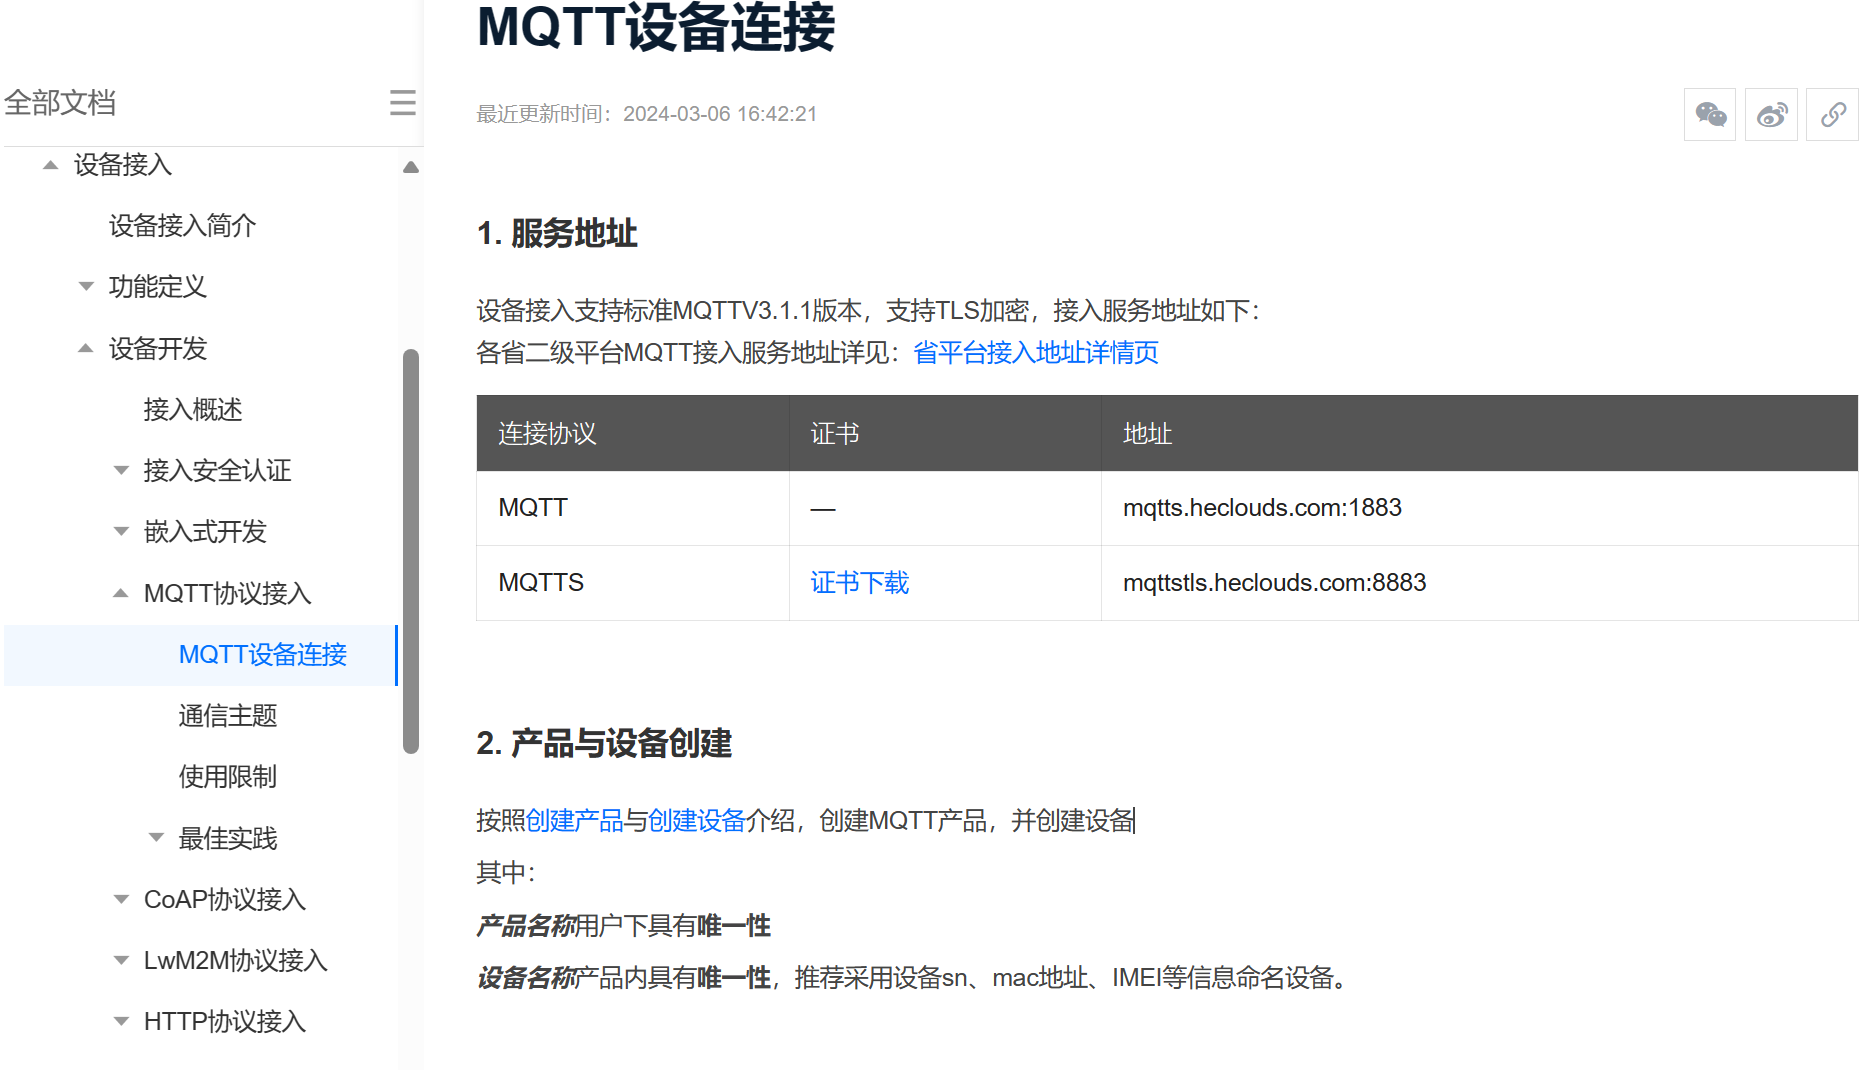 全部文档
设备接入
设备接入简介
功能定义
设备开发
接入概述
接入安全认证
嵌入式开发
MQTT协议接入
MQTT设备连接
通信主题
使用限制
最佳实践
CoAP协议接入
LwM2M协议接入
HTTP协议接入
MQTT设备连接
最近更新时间：2024-03-06 16:42:21
1. 服务地址
设备接入支持标准MQTTV3.1.1版本，支持TLS加密，接入服务地址如下：
各省二级平台MQTT接入服务地址详见：省平台接入地址详情页
连接协议 证书 地址
MQTT — mqtts.heclouds.com:1883
MQTTS 证书下载 mqttstls.heclouds.com:8883
2. 产品与设备创建
按照创建产品与创建设备介绍，创建MQTT产品，并创建设备
其中：
产品名称用户下具有唯一性
设备名称产品内具有唯一性，推荐采用设备sn、mac地址、IMEI等信息命名设备。